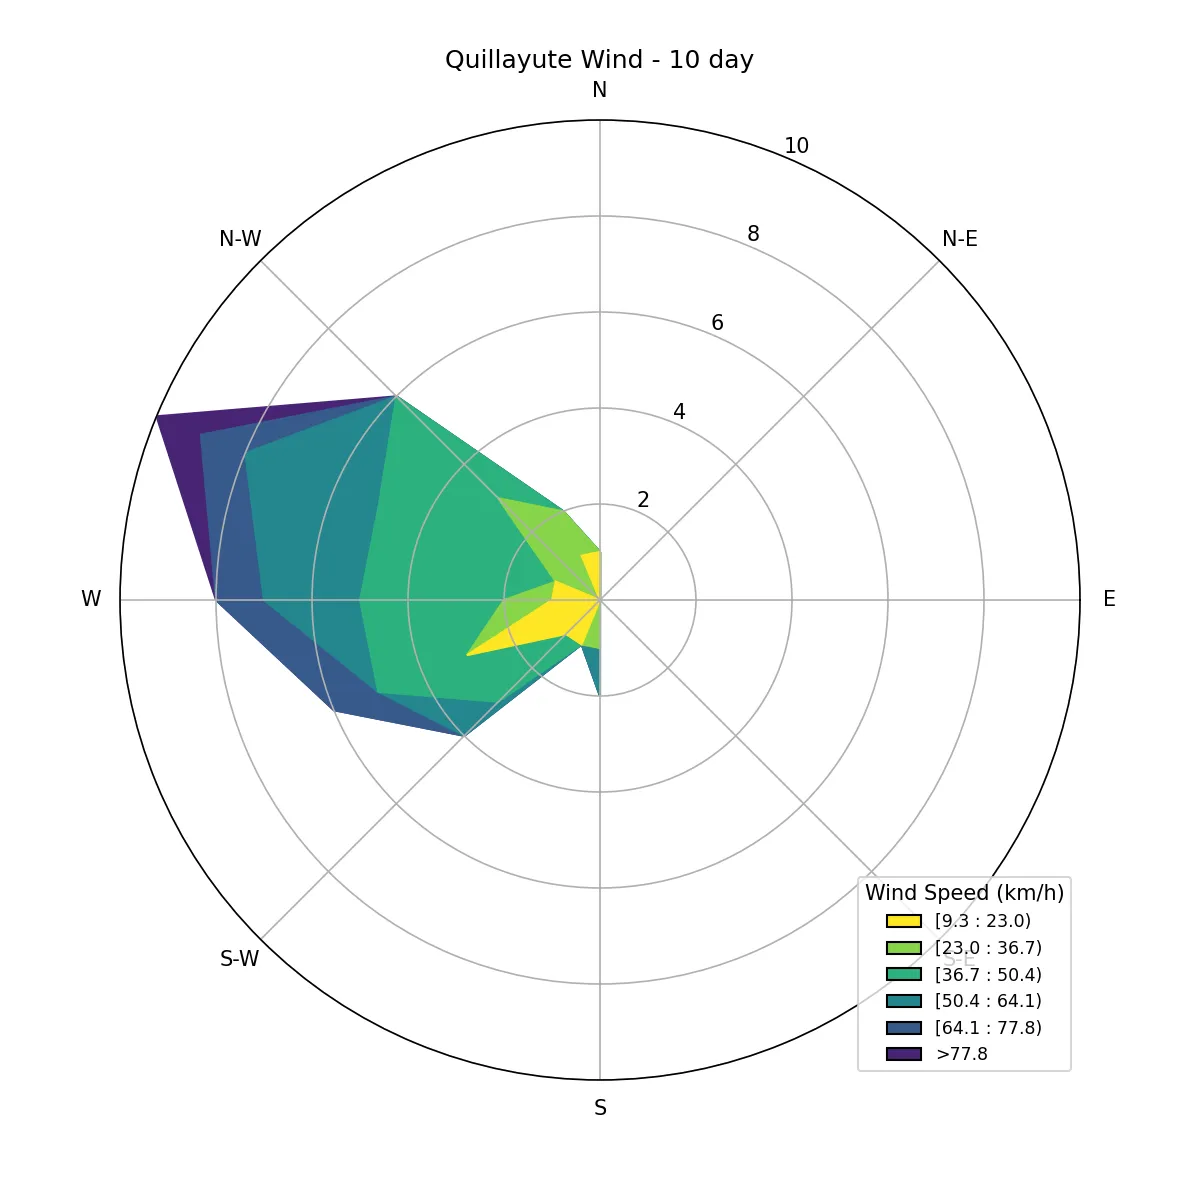 Quillayute Wind - 10 day
N
10
N-W
8
N-E
6
4
2
W
E
S-W
S-E
S
Wind Speed (km/h)
[9.3 : 23.0)
[23.0 : 36.7)
[36.7 : 50.4)
[50.4 : 64.1)
[64.1 : 77.8)
>77.8